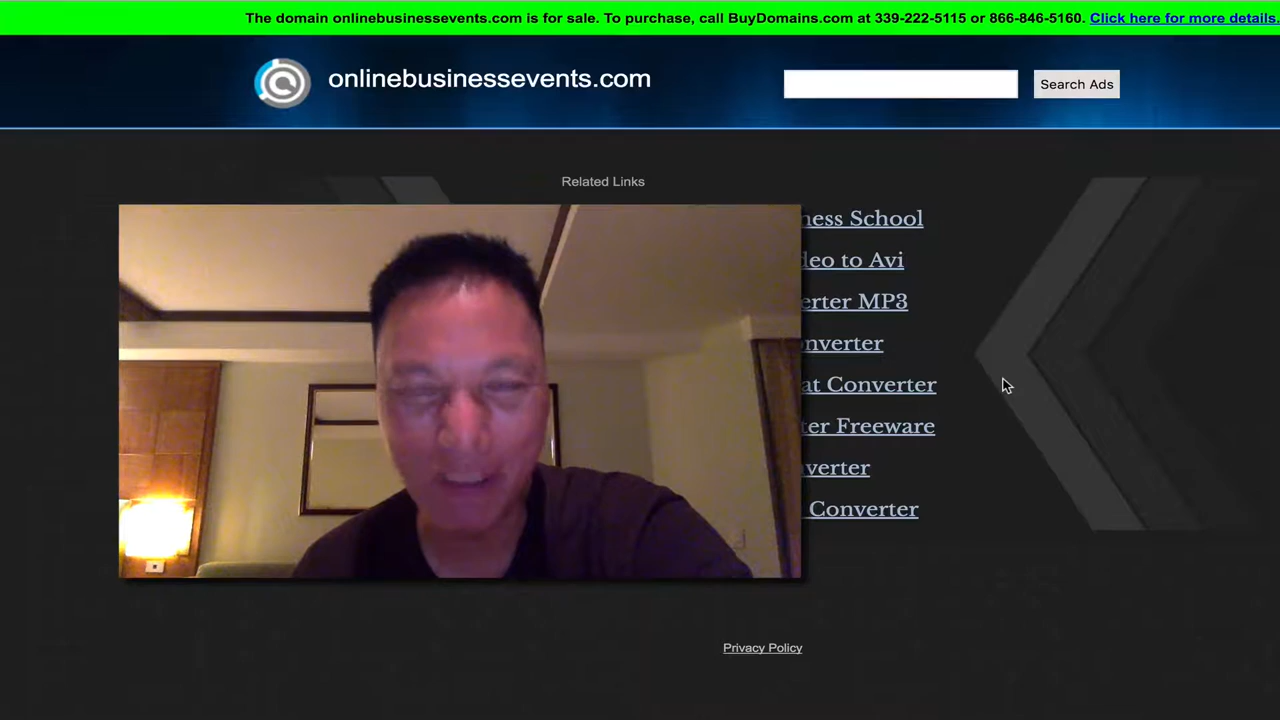 The domain onlinebusinessevents.com is for sale. To purchase, call BuyDomains.com at 339-222-5115 or 866-846-5160. Click here for more details.
onlinebusinessevents.com
Search Ads
Related Links
ness School
deo to Avi
erter MP3
nverter
at Converter
ter Freeware
verter
Converter
Privacy Policy